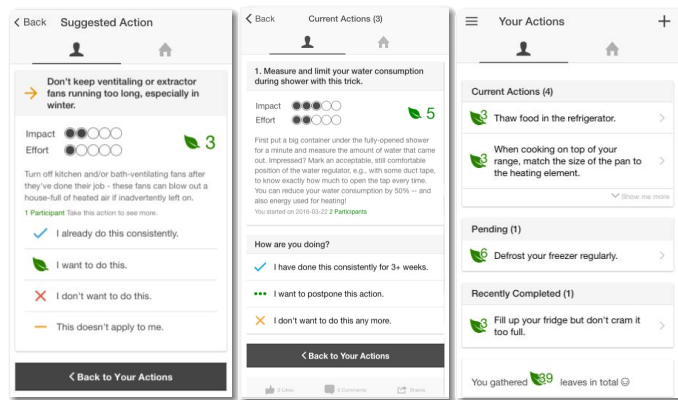 Back Suggested Action
Don't keep ventitaling or extractor
fans running too long, especially in
winter.
Impact
Effort
3
Turn off kitchen and/or bath-ventilating fans after
they've done their job - these fans can blow out a
house-full of heated air if inadvertently left on.
1 Participant Take this action to see more.
I already do this consistently.
I want to do this.
I don't want to do this.
This doesn't apply to me.
Back to Your Actions
Back Current Actions (3)
1. Measure and limit your water consumption
during shower with this trick.
Impact
Effort
5
First put a big container under the fully-opened shower
for a minute and measure the amount of water that came
out. Impressed? Mark an acceptable, still comfortable
position of the water regulator, e.g., with some duct tape,
to know exactly how much to open the tap every time.
You can reduce your water consumption by 50% -- and
also energy used for heating!
You started on 2016-03-22 2 Participants
How are you doing?
I have done this consistently for 3+ weeks.
I want to postpone this action.
I don't want to do this any more.
Back to Your Actions
Likes
Comments
Shares
Your Actions
Current Actions (4)
3 Thaw food in the refrigerator.
When cooking on top of your
3 range, match the size of the pan to
the heating element.
Show me more
Pending (1)
6 Defrost your freezer regularly.
Recently Completed (1)
3 Fill up your fridge but don't cram it
too full.
You gathered 39 leaves in total